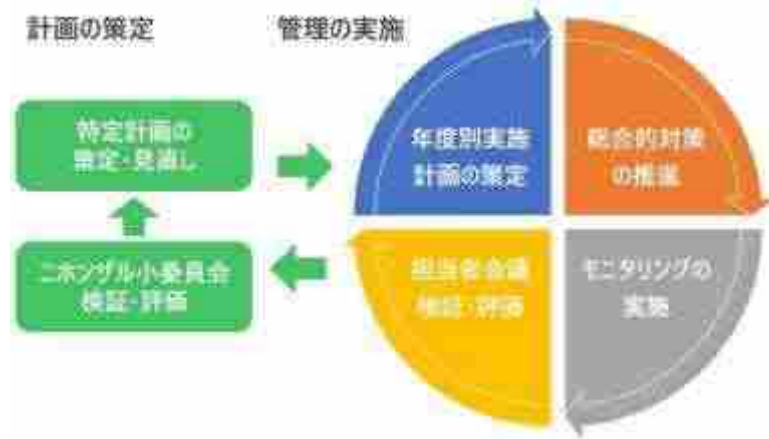 計画の策定
管理の実施
特定計画の
策定・見直し
年度別実施
計画の策定
総合的対策
の推進
ニホンザル小委員会
検証・評価
担当者会議
検証・評価
モニタリングの
実施